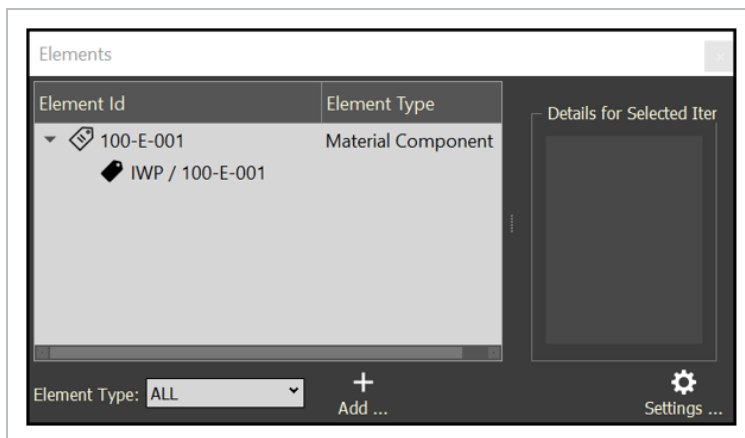 Elements
Element Id Element Type
Details for Selected Iter
100-E-001 Material Component
IWP / 100-E-001
Element Type: ALL
Add ...
Settings ...